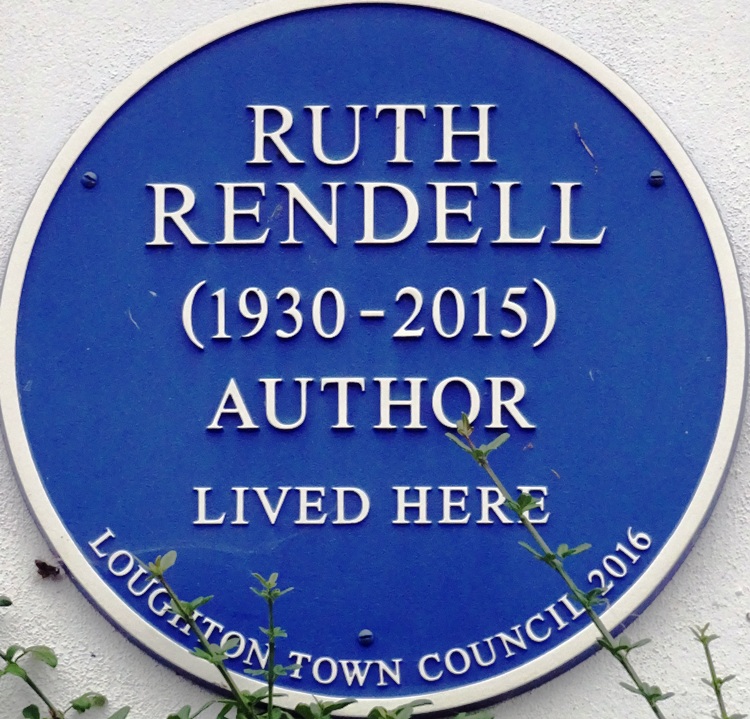 RUTH
RENDELL
(1930-2015)
AUTHOR
LIVED HERE
LOUGHTON TOWN COUNCIL 2016